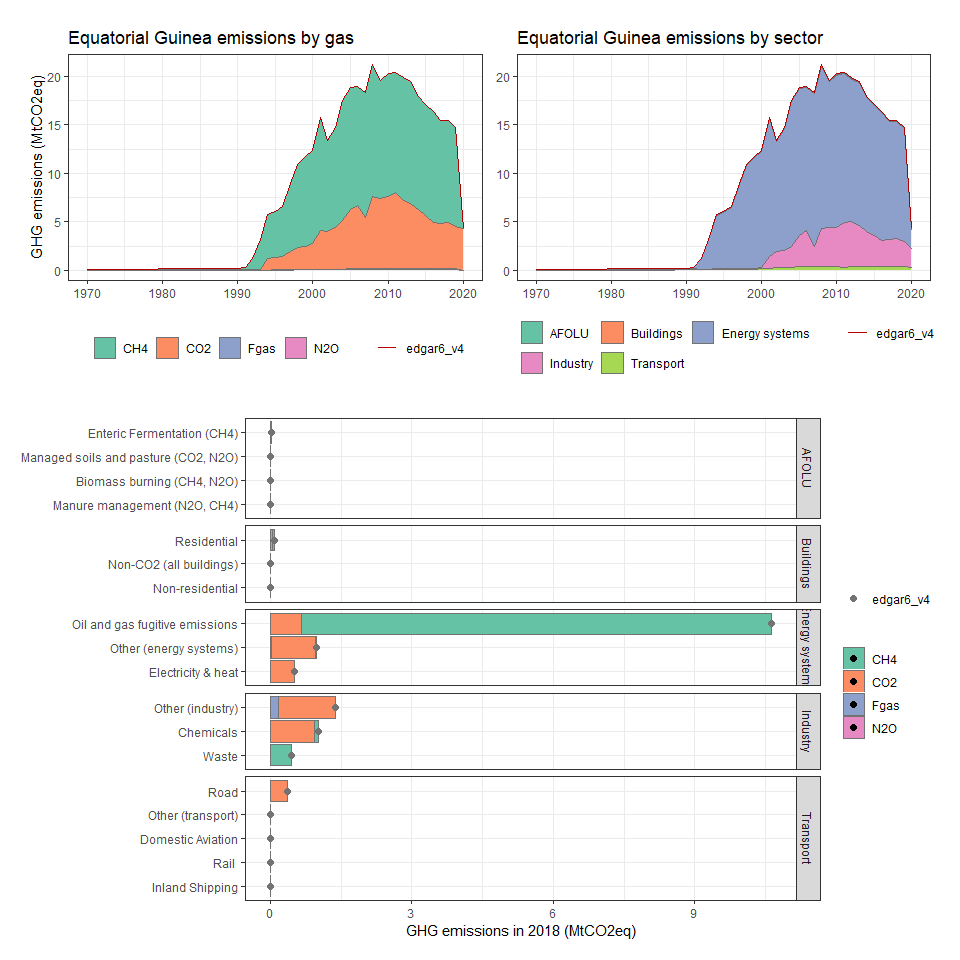 Equatorial Guinea emissions by gas
Equatorial Guinea emissions by sector
GHG emissions (MtCO2eq)
20
15
10
5
0
1970 1980 1990 2000 2010 2020
20
15
10
5
0
1970 1980 1990 2000 2010 2020
CH4 CO2 Fgas N2O edgar6_v4
AFOLU Buildings Energy systems edgar6_v4
Industry Transport
Enteric Fermentation (CH4)
Managed soils and pasture (CO2, N2O)
Biomass burning (CH4, N2O)
Manure management (N2O, CH4)
AFOLU
Residential
Non-CO2 (all buildings)
Non-residential
Buildings
Oil and gas fugitive emissions
Other (energy systems)
Electricity & heat
nergy system
Other (industry)
Chemicals
Waste
Industry
Road
Other (transport)
Domestic Aviation
Rail
Inland Shipping
Transport
0 3 6 9
GHG emissions in 2018 (MtCO2eq)
edgar6_v4
CH4
CO2
Fgas
N2O